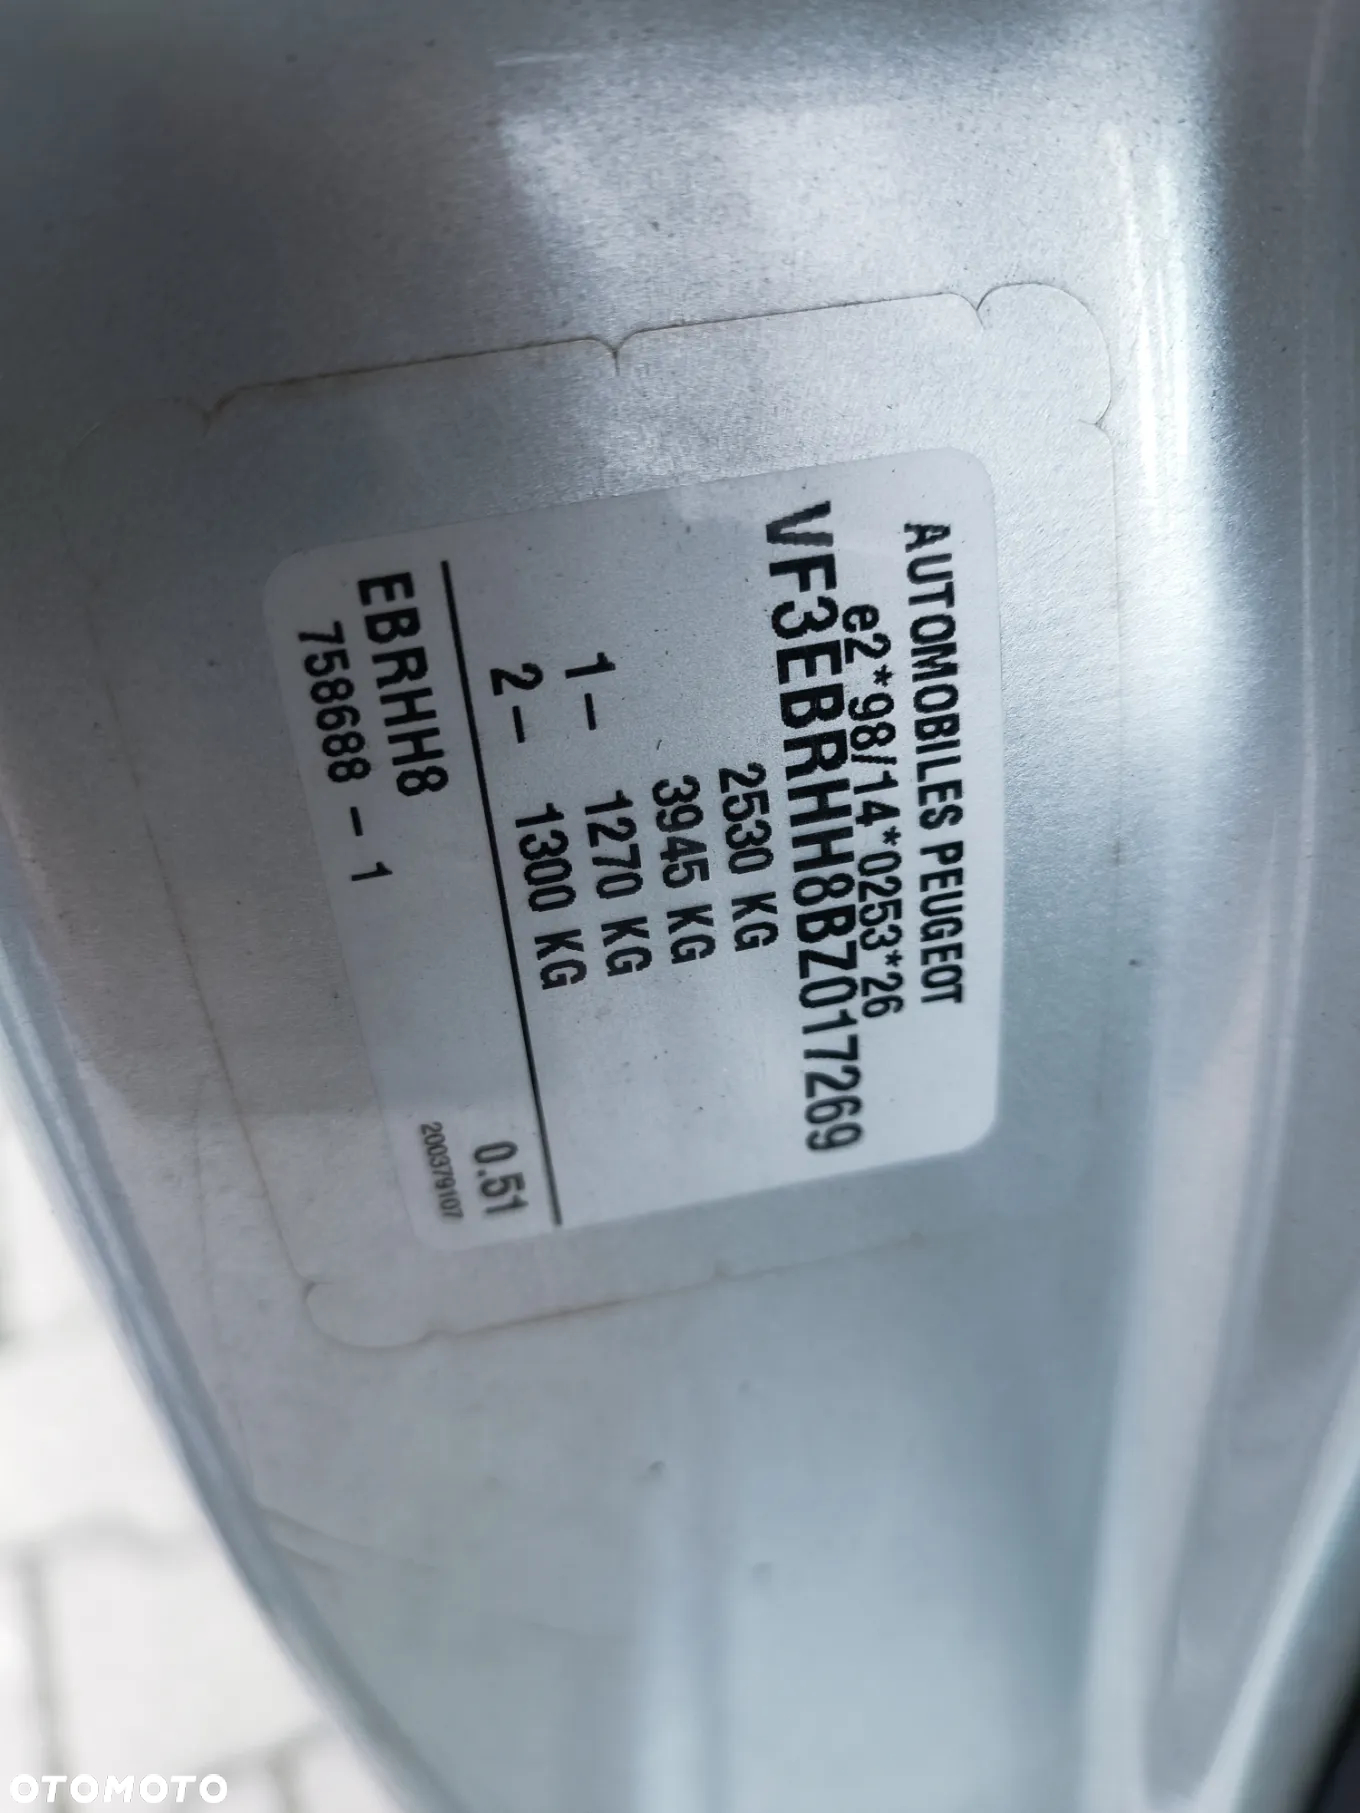 AUTOMOBILES PEUGEOT
e2*98/14*0253*26
VF3EBRHH8BZ017269
2530 KG
3945 KG
1- 1270 KG
2- 1300 KG
EBRHH8 0.51
758688-1 200379107
OTOMOTO